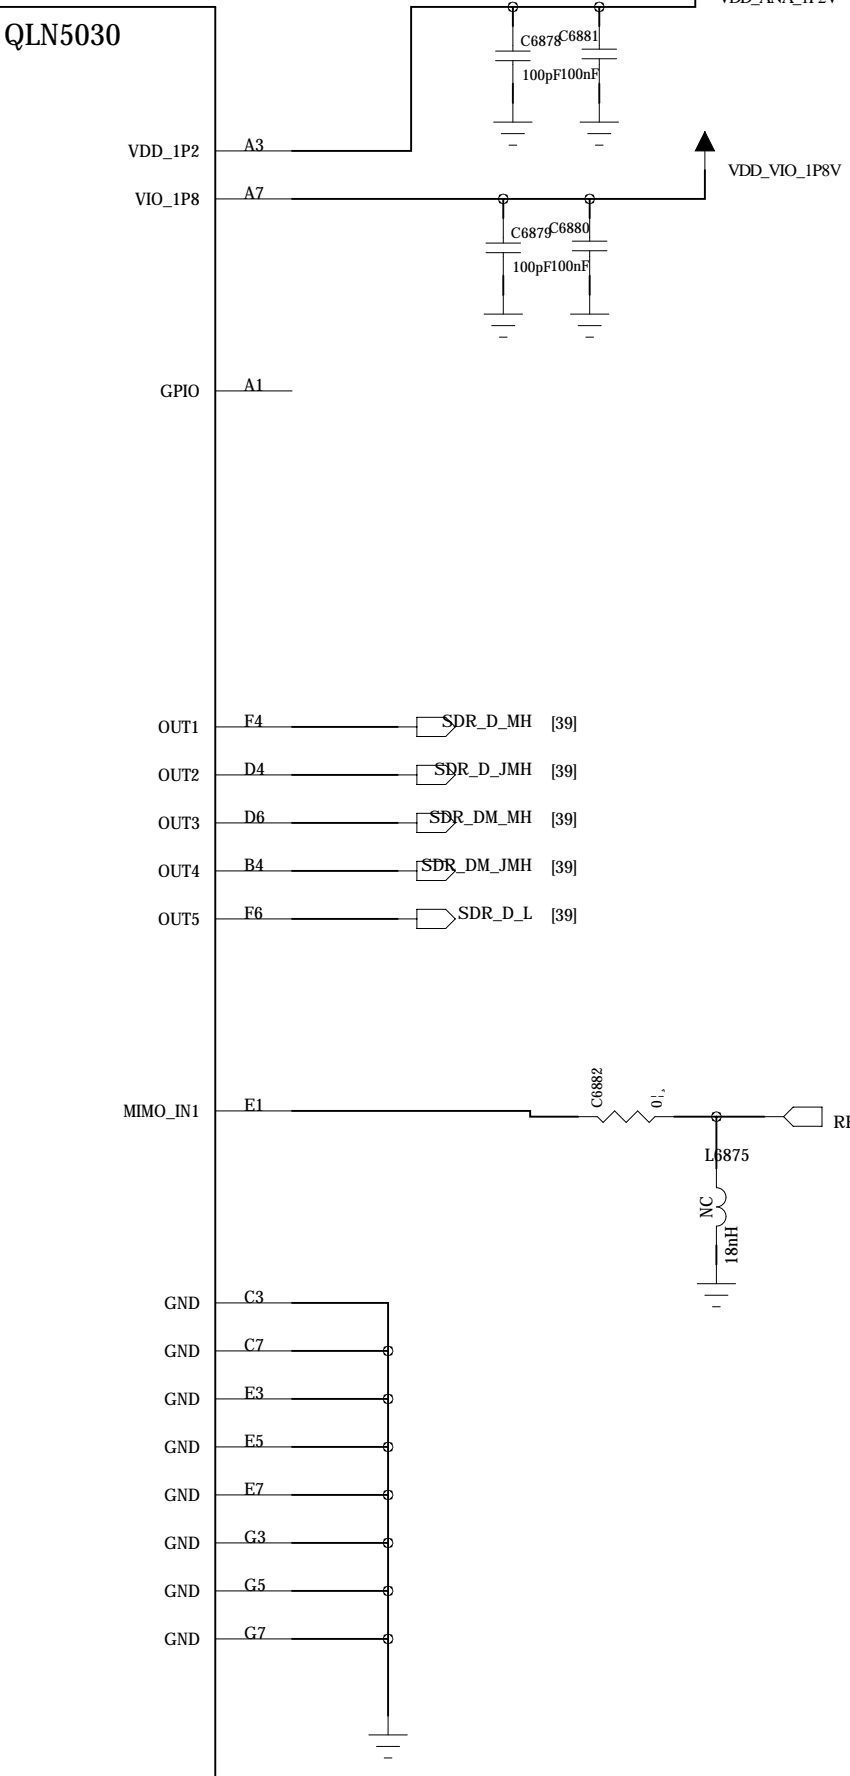 QLN5030
C6878 C6881
100pF 100nF
VDD_1P2 A3
VDD_VIO_1P8V
VIO_1P8 A7
C6879 C6880
100pF 100nF
GPIO A1
OUT1 F4 SDR_D_MH [39]
OUT2 D4 SDR_D_JMH [39]
OUT3 D6 SDR_DM_MH [39]
OUT4 B4 SDR_DM_JMH [39]
OUT5 F6 SDR_D_L [39]
C6882
MIMO_IN1 E1
L6875
NC
18nH
GND C3
GND C7
GND E3
GND E5
GND E7
GND G3
GND G5
GND G7